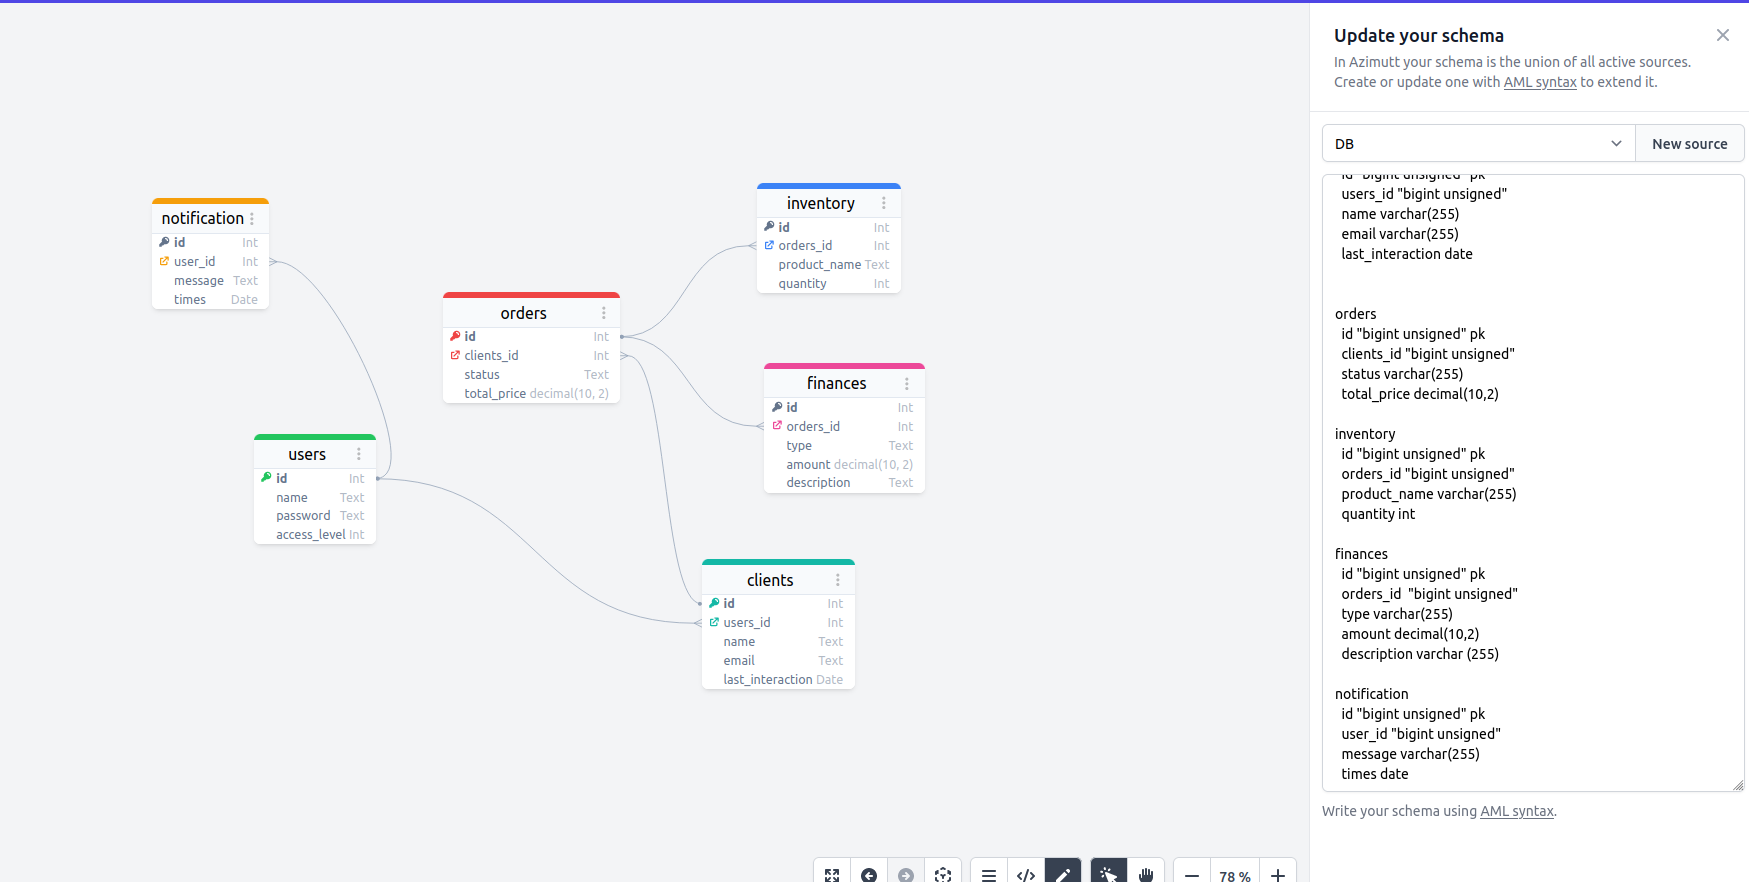 notification
id Int
user_id Int
message Text
times Date
orders
id Int
clients_id Int
status Text
total_price decimal(10, 2)
users
id Int
name Text
password Text
access_level Int
inventory
id Int
orders_id Int
product_name Text
quantity Int
finances
id Int
orders_id Int
type Text
amount decimal(10, 2)
description Text
clients
id Int
users_id Int
name Text
email Text
last_interaction Date
78 %
Update your schema
In Azimutt your schema is the union of all active sources.
Create or update one with AML syntax to extend it.
DB
New source
id "bigint unsigned" pk
users_id "bigint unsigned"
name varchar(255)
email varchar(255)
last_interaction date
orders
id "bigint unsigned" pk
clients_id "bigint unsigned"
status varchar(255)
total_price decimal(10,2)
inventory
id "bigint unsigned" pk
orders_id "bigint unsigned"
product_name varchar(255)
quantity int
finances
id "bigint unsigned" pk
orders_id  "bigint unsigned"
type varchar(255)
amount decimal(10,2)
description varchar (255)
notification
id "bigint unsigned" pk
user_id "bigint unsigned"
message varchar(255)
times date
Write your schema using AML syntax.